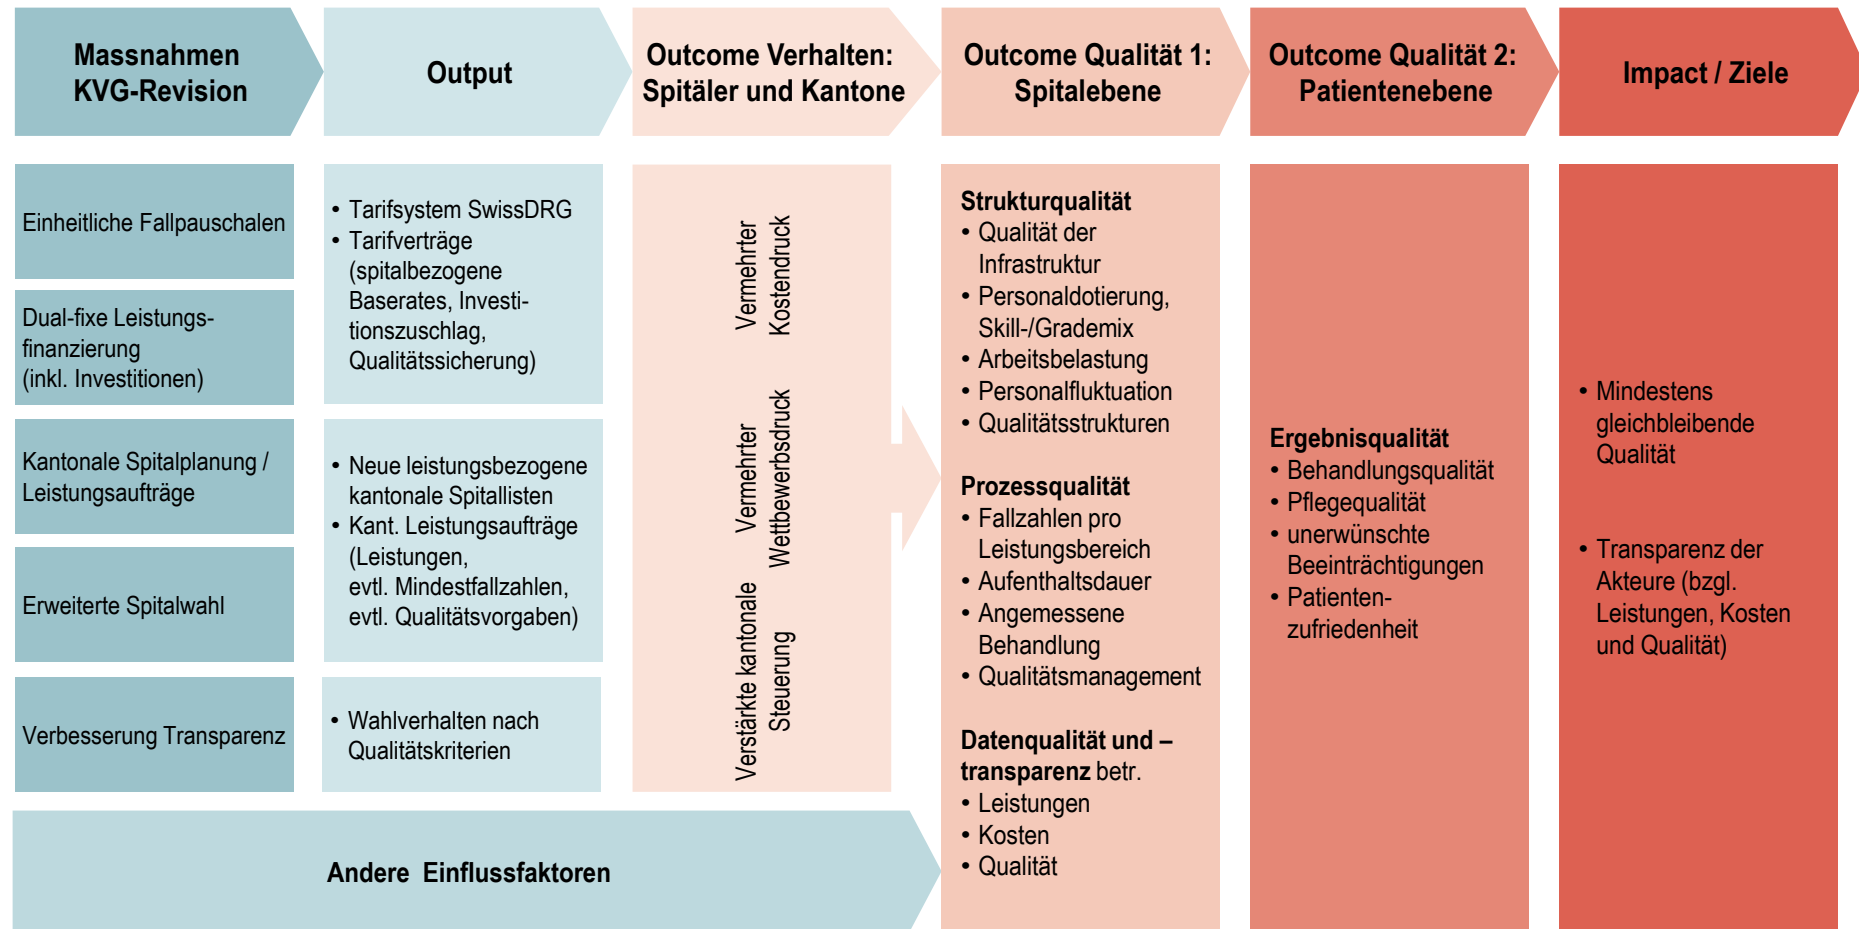 Massnahmen
KVG-Revision
Output
Outcome Verhalten:
Spitäler und Kantone
Outcome Qualität 1:
Spitalebene
Outcome Qualität 2:
Patientenebene
Impact / Ziele
Einheitliche Fallpauschalen
Dual-fixe Leistungs-
finanzierung
(inkl. Investitionen)
Kantonale Spitalplanung /
Leistungsaufträge
Erweiterte Spitalwahl
Verbesserung Transparenz
• Tarifsystem SwissDRG
• Tarifverträge
(spitalbezogene
Baserates, Investi-
tionszuschlag,
Qualitätssicherung)
• Neue leistungsbezogene
kantonale Spitallisten
• Kant. Leistungsaufträge
(Leistungen,
evtl. Mindestfallzahlen,
evtl. Qualitätsvorgaben)
• Wahlverhalten nach
Qualitätskriterien
Vermehrter
Kostendruck
Vermehrter
Wettbewerbsdruck
Verstärkte kantonale
Steuerung
Strukturqualität
• Qualität der
Infrastruktur
• Personaldotierung,
Skill-/Grademix
• Arbeitsbelastung
• Personalfluktuation
• Qualitätsstrukturen
Prozessqualität
• Fallzahlen pro
Leistungsbereich
• Aufenthaltsdauer
• Angemessene
Behandlung
• Qualitätsmanagement
Datenqualität und –
transparenz betr.
• Leistungen
• Kosten
• Qualität
Ergebnisqualität
• Behandlungsqualität
• Pflegequalität
• unerwünschte
Beeinträchtigungen
• Patienten-
zufriedenheit
• Mindestens
gleichbleibende
Qualität
• Transparenz der
Akteure (bzgl.
Leistungen, Kosten
und Qualität)
Andere Einflussfaktoren